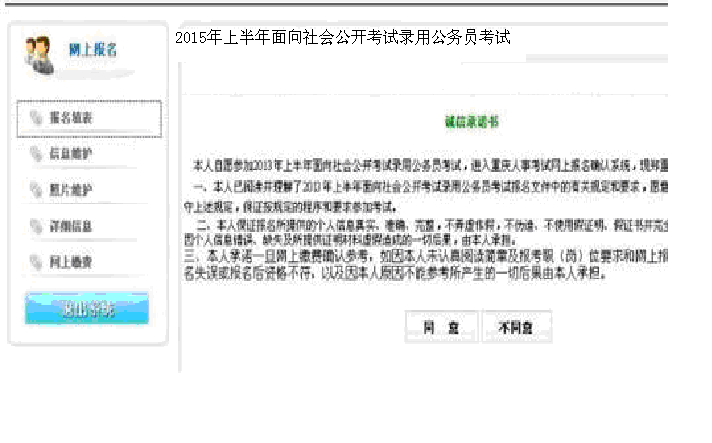 网上报名
2015年上半年面向社会公开考试录用公务员考试
报名填表
信息维护
照片维护
详细信息
网上缴费
退出系统
诚信承诺书
本人自愿参加2013年上半年面向社会公开考试录用公务员考试，进入重庆人事考试网上报名确认系统，现郑重
一、本人已阅读并理解了2013年上半年面向社会公开考试录用公务员考试报名文件中的有关规定和要求，愿意
守上述规定，保证按规定的程序和要求参加考试。
二、本人保证报名所提供的个人信息真实、准确、完整，不弄虚作假，不伪造、不使用假证明、假证书并完全
因个人信息错误、缺失及所提供证明材料虚假造成的一切后果，由本人承担。
三、本人承诺一旦网上缴费确认参考，如因本人未认真阅读简章及报考职（岗）位要求和网上报
名失误或报名后资格不符，以及因本人原因不能参考所产生的一切后果由本人承担。
同 意
不同意